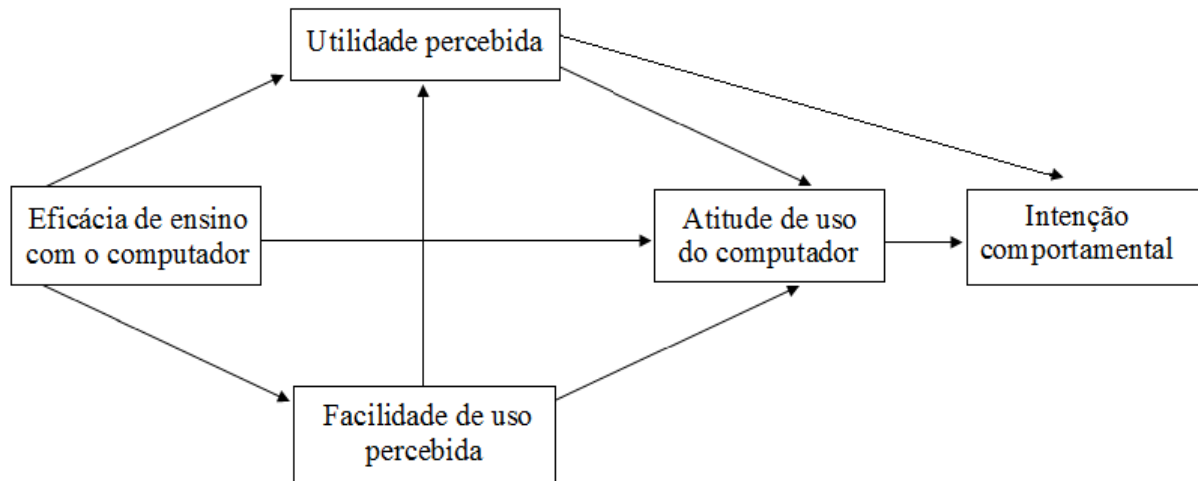 Utilidade percebida
Eficácia de ensino
com o computador
Atitude de uso
do computador
Intenção
comportamental
Facilidade de uso
percebida